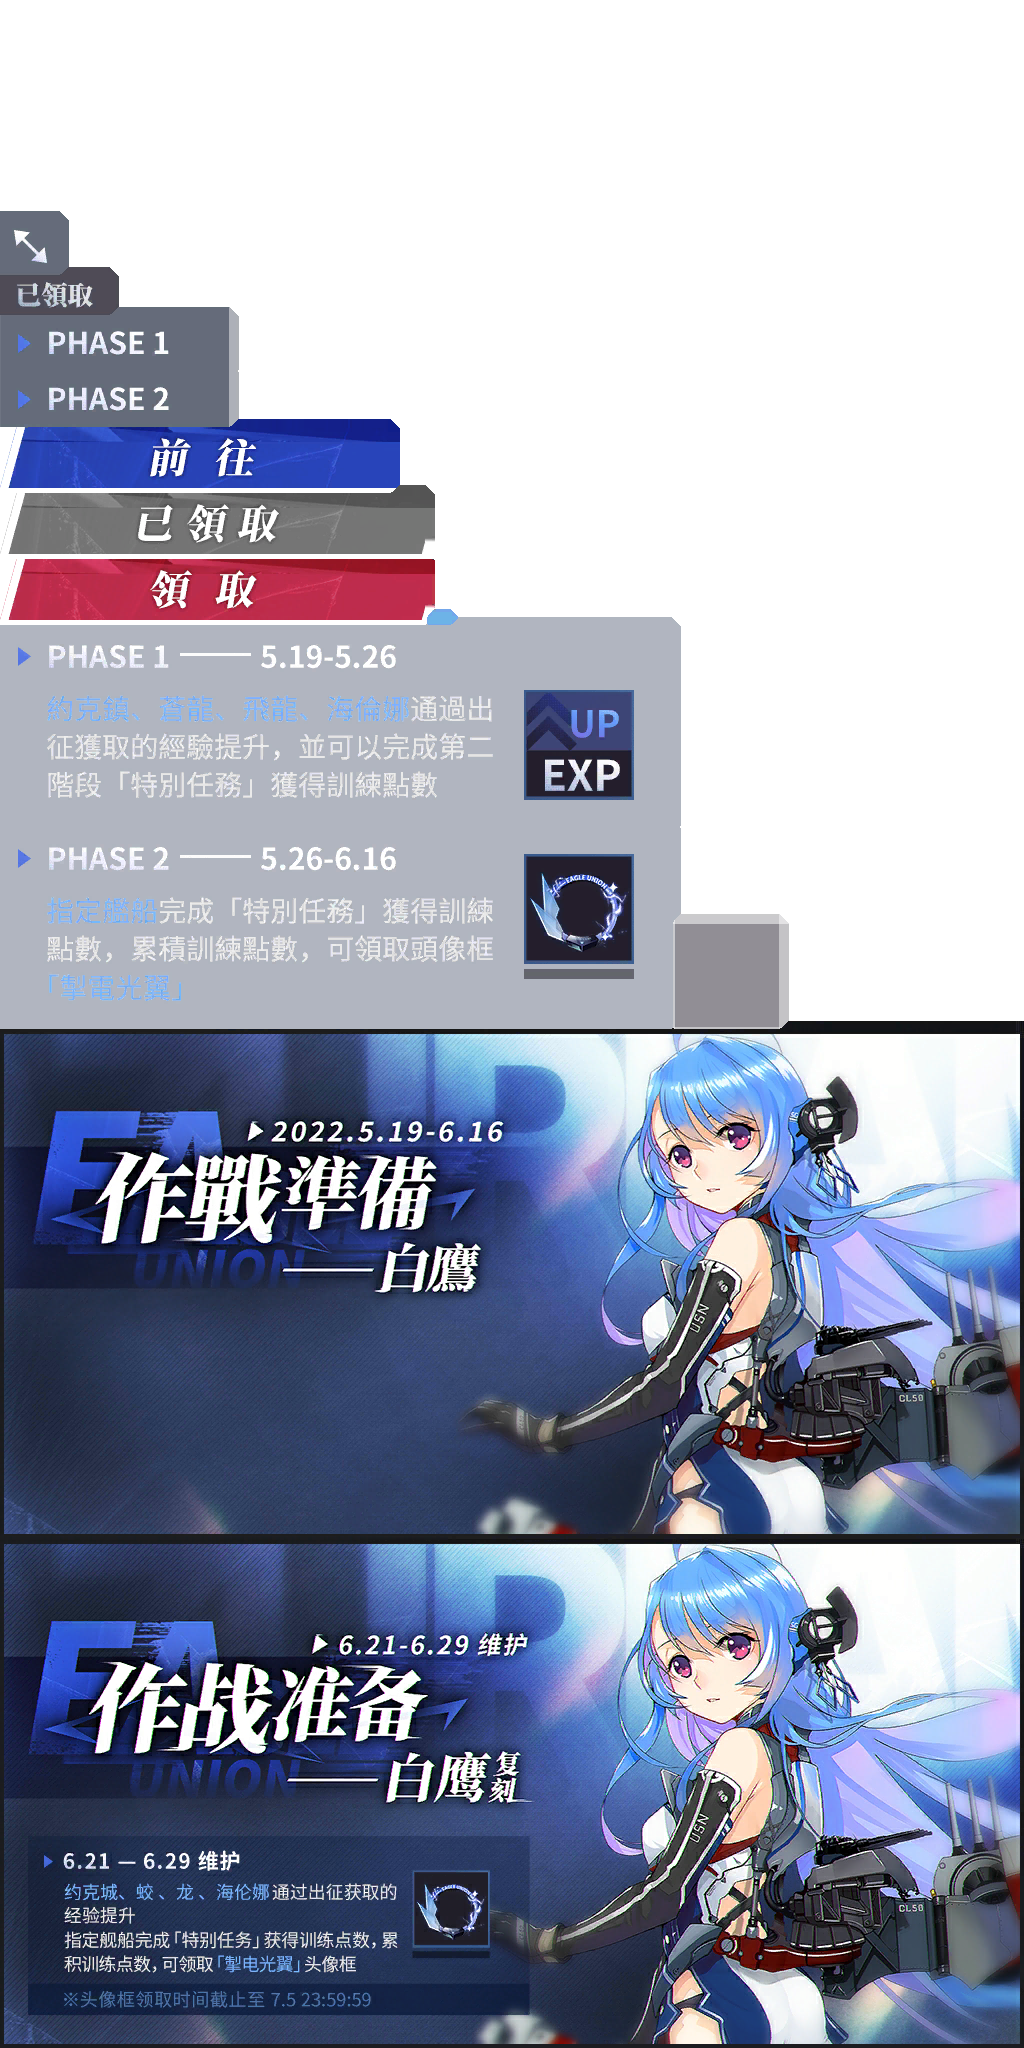 已領取
PHASE 1
PHASE 2
前往
已領取
領取
PHASE 1 —— 5.19-5.26
約克鎮、蒼龍、飛龍、海倫娜通過出
征獲取的經驗提升，並可以完成第二
階段「特別任務」獲得訓練點數
UP
EXP
PHASE 2 —— 5.26-6.16
指定艦船完成「特別任務」獲得訓練
點數，累積訓練點數，可領取頭像框
「掣電光翼」
EAGLE UNION
2022.5.19-6.16
作戰準備
UNION
——白鷹
USN
CL50
6.21-6.29 维护
作战准备
UNION
——白鹰复刻
USN
CL50
6.21 — 6.29 维护
约克城、蛟、龙、海伦娜通过出征获取的
经验提升
指定舰船完成「特别任务」获得训练点数，累
积训练点数，可领取「掣电光翼」头像框
※头像框领取时间截止至 7.5 23:59:59